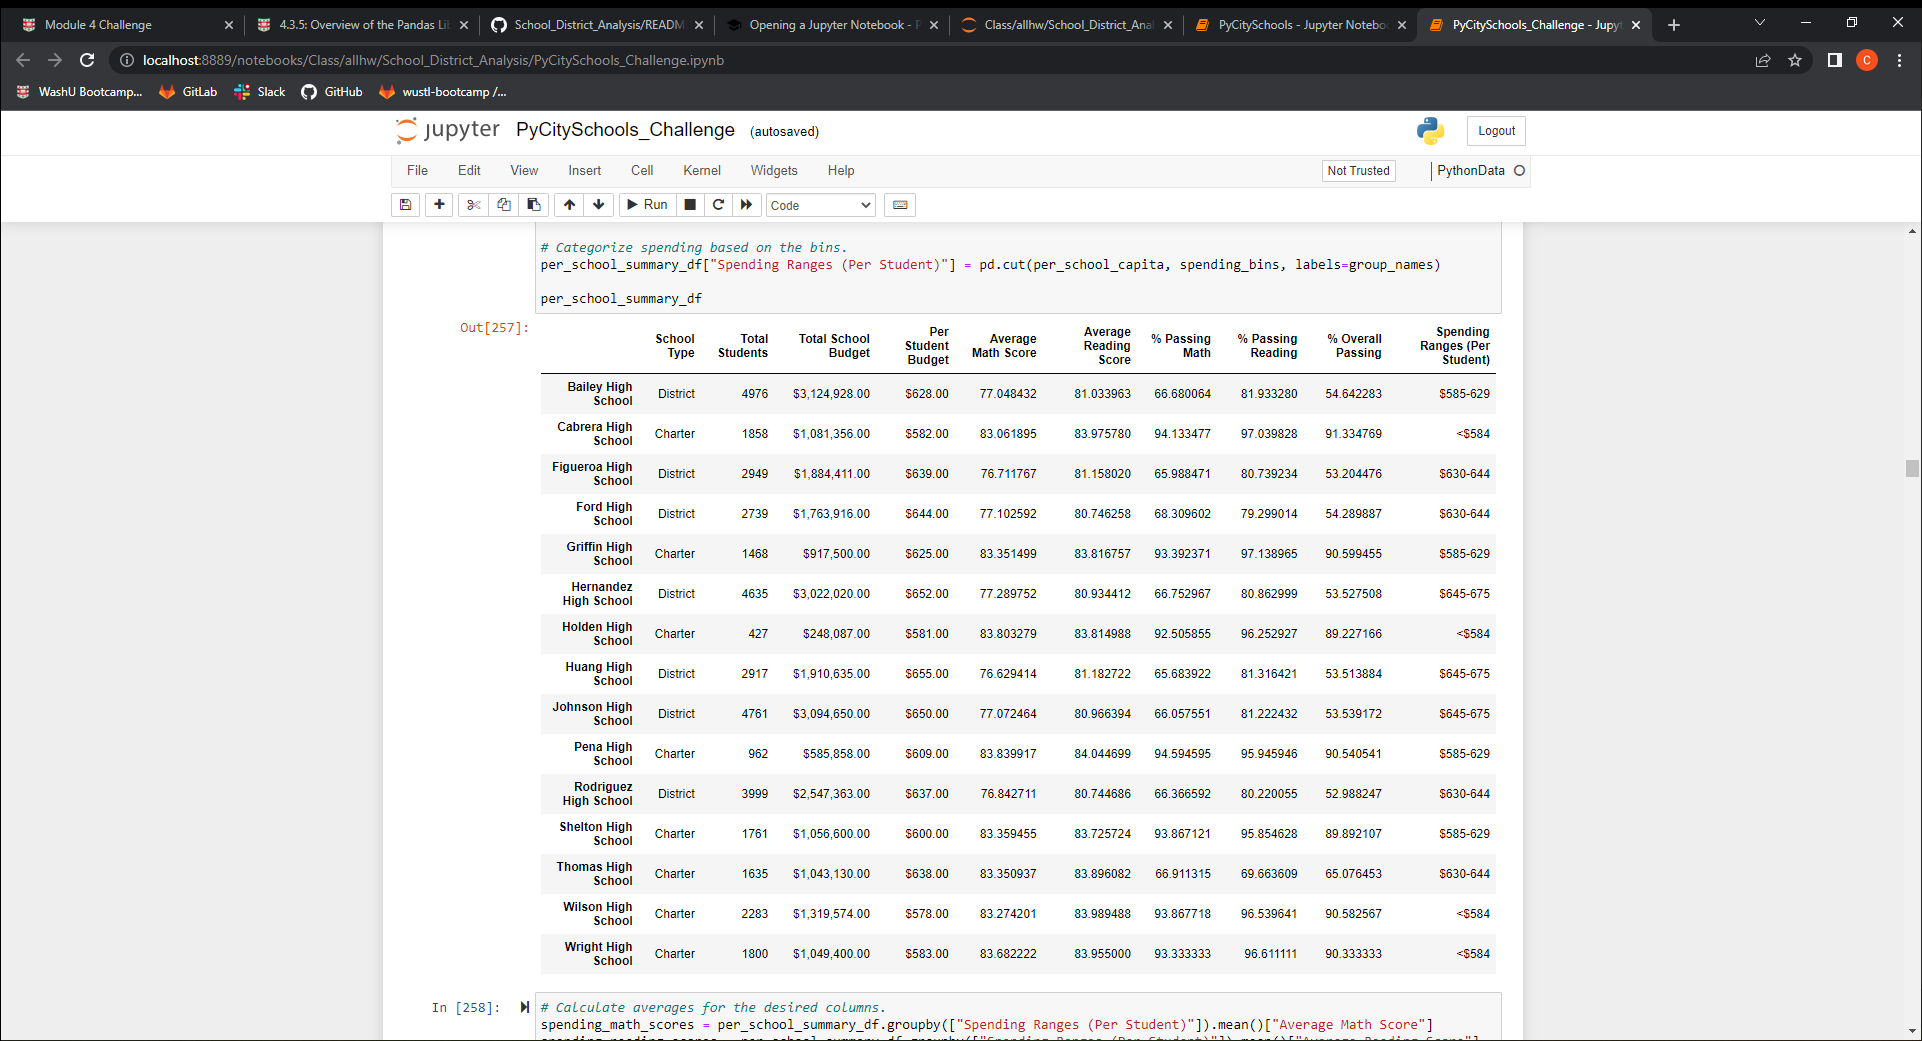 Module 4 Challenge
4.3.5: Overview of the Pandas Li
School_District_Analysis/READM
Opening a Jupyter Notebook - P
Class/allhw/School_District_Anal
PyCitySchools - Jupyter Notebo
PyCitySchools_Challenge - Jupyt
localhost:8889/notebooks/Class/allhw/School_District_Analysis/PyCitySchools_Challenge.ipynb
C
WashU Bootcamp... GitLab Slack GitHub wustl-bootcamp /...
jupyter PyCitySchools_Challenge (autosaved) Logout
File Edit View Insert Cell Kernel Widgets Help Not Trusted PythonData
Run Code
# Categorize spending based on the bins.
per_school_summary_df["Spending Ranges (Per Student)"] = pd.cut(per_school_capita, spending_bins, labels=group_names)
per_school_summary_df
Out[257]:
School Type Total Students Total School Budget Per Student Budget Average Math Score Average Reading Score % Passing Math % Passing Reading % Overall Passing Spending Ranges (Per Student)
Bailey High School District 4976 $3,124,928.00 $628.00 77.048432 81.033963 66.680064 81.933280 54.642283 $585-629
Cabrera High School Charter 1858 $1,081,356.00 $582.00 83.061895 83.975780 94.133477 97.039828 91.334769 <$584
Figueroa High School District 2949 $1,884,411.00 $639.00 76.711767 81.158020 65.988471 80.739234 53.204476 $630-644
Ford High School District 2739 $1,763,916.00 $644.00 77.102592 80.746258 68.309602 79.299014 54.289887 $630-644
Griffin High School Charter 1468 $917,500.00 $625.00 83.351499 83.816757 93.392371 97.138965 90.599455 $585-629
Hernandez High School District 4635 $3,022,020.00 $652.00 77.289752 80.934412 66.752967 80.862999 53.527508 $645-675
Holden High School Charter 427 $248,087.00 $581.00 83.803279 83.814988 92.505855 96.252927 89.227166 <$584
Huang High School District 2917 $1,910,635.00 $655.00 76.629414 81.182722 65.683922 81.316421 53.513884 $645-675
Johnson High School District 4761 $3,094,650.00 $650.00 77.072464 80.966394 66.057551 81.222432 53.539172 $645-675
Pena High School Charter 962 $585,858.00 $609.00 83.839917 84.044699 94.594595 95.945946 90.540541 $585-629
Rodriguez High School District 3999 $2,547,363.00 $637.00 76.842711 80.744686 66.366592 80.220055 52.988247 $630-644
Shelton High School Charter 1761 $1,056,600.00 $600.00 83.359455 83.725724 93.867121 95.854628 89.892107 $585-629
Thomas High School Charter 1635 $1,043,130.00 $638.00 83.350937 83.896082 66.911315 69.663609 65.076453 $630-644
Wilson High School Charter 2283 $1,319,574.00 $578.00 83.274201 83.989488 93.867718 96.539641 90.582567 <$584
Wright High School Charter 1800 $1,049,400.00 $583.00 83.682222 83.955000 93.333333 96.611111 90.333333 <$584
In [258]: # Calculate averages for the desired columns.
spending_math_scores = per_school_summary_df.groupby(["Spending Ranges (Per Student)"]).mean()["Average Math Score"]